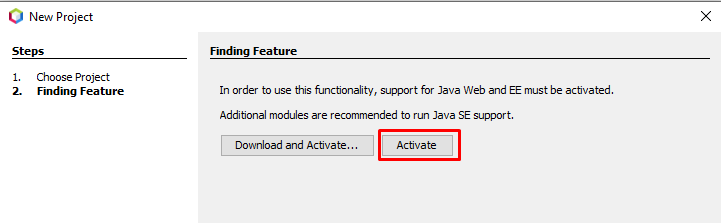 New Project
Steps
1. Choose Project
2. Finding Feature
Finding Feature
In order to use this functionality, support for Java Web and EE must be activated.
Additional modules are recommended to run Java SE support.
Download and Activate... Activate